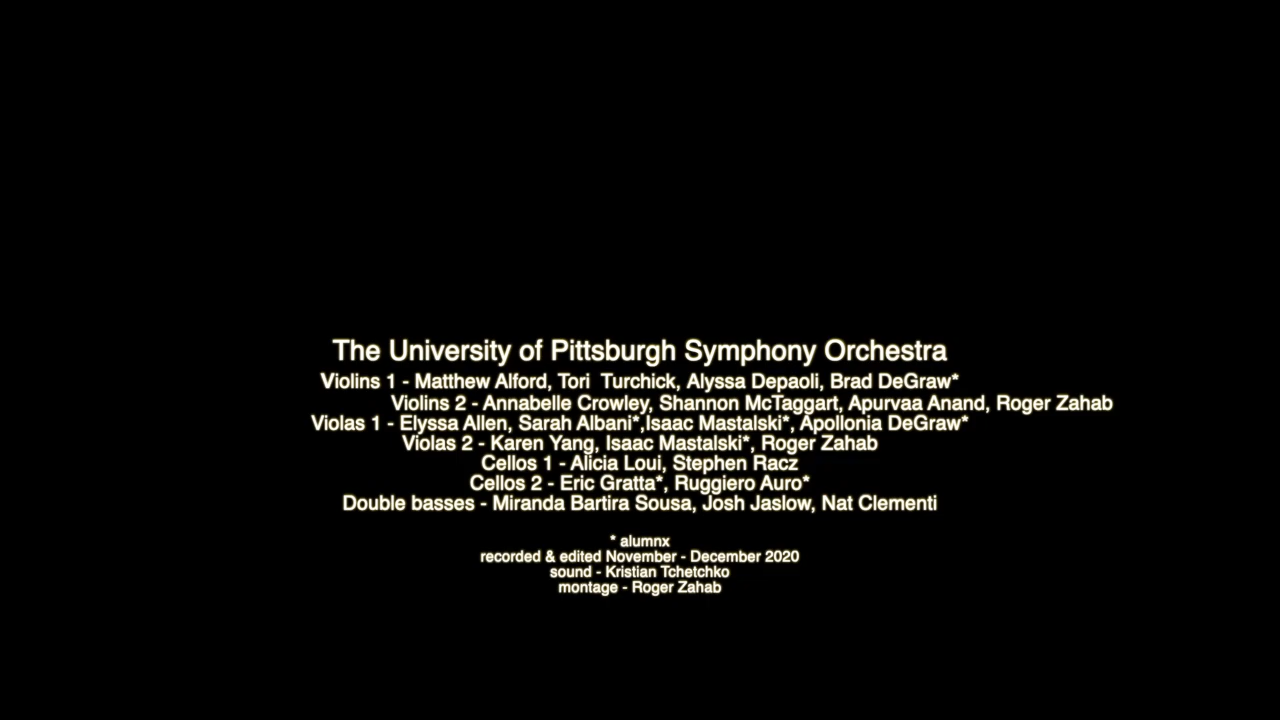 The University of Pittsburgh Symphony Orchestra
Violins 1 - Matthew Alford, Tori  Turchick, Alyssa Depaoli, Brad DeGraw*
Violins 2 - Annabelle Crowley, Shannon McTaggart, Apurvaa Anand, Roger Zahab
Violas 1 - Elyssa Allen, Sarah Albani*,Isaac Mastalski*, Apollonia DeGraw*
Violas 2 - Karen Yang, Isaac Mastalski*, Roger Zahab
Cellos 1 - Alicia Loui, Stephen Racz
Cellos 2 - Eric Gratta*, Ruggiero Auro*
Double basses - Miranda Bartira Sousa, Josh Jaslow, Nat Clementi
* alumnx
recorded & edited November - December 2020
sound - Kristian Tchetchko
montage - Roger Zahab